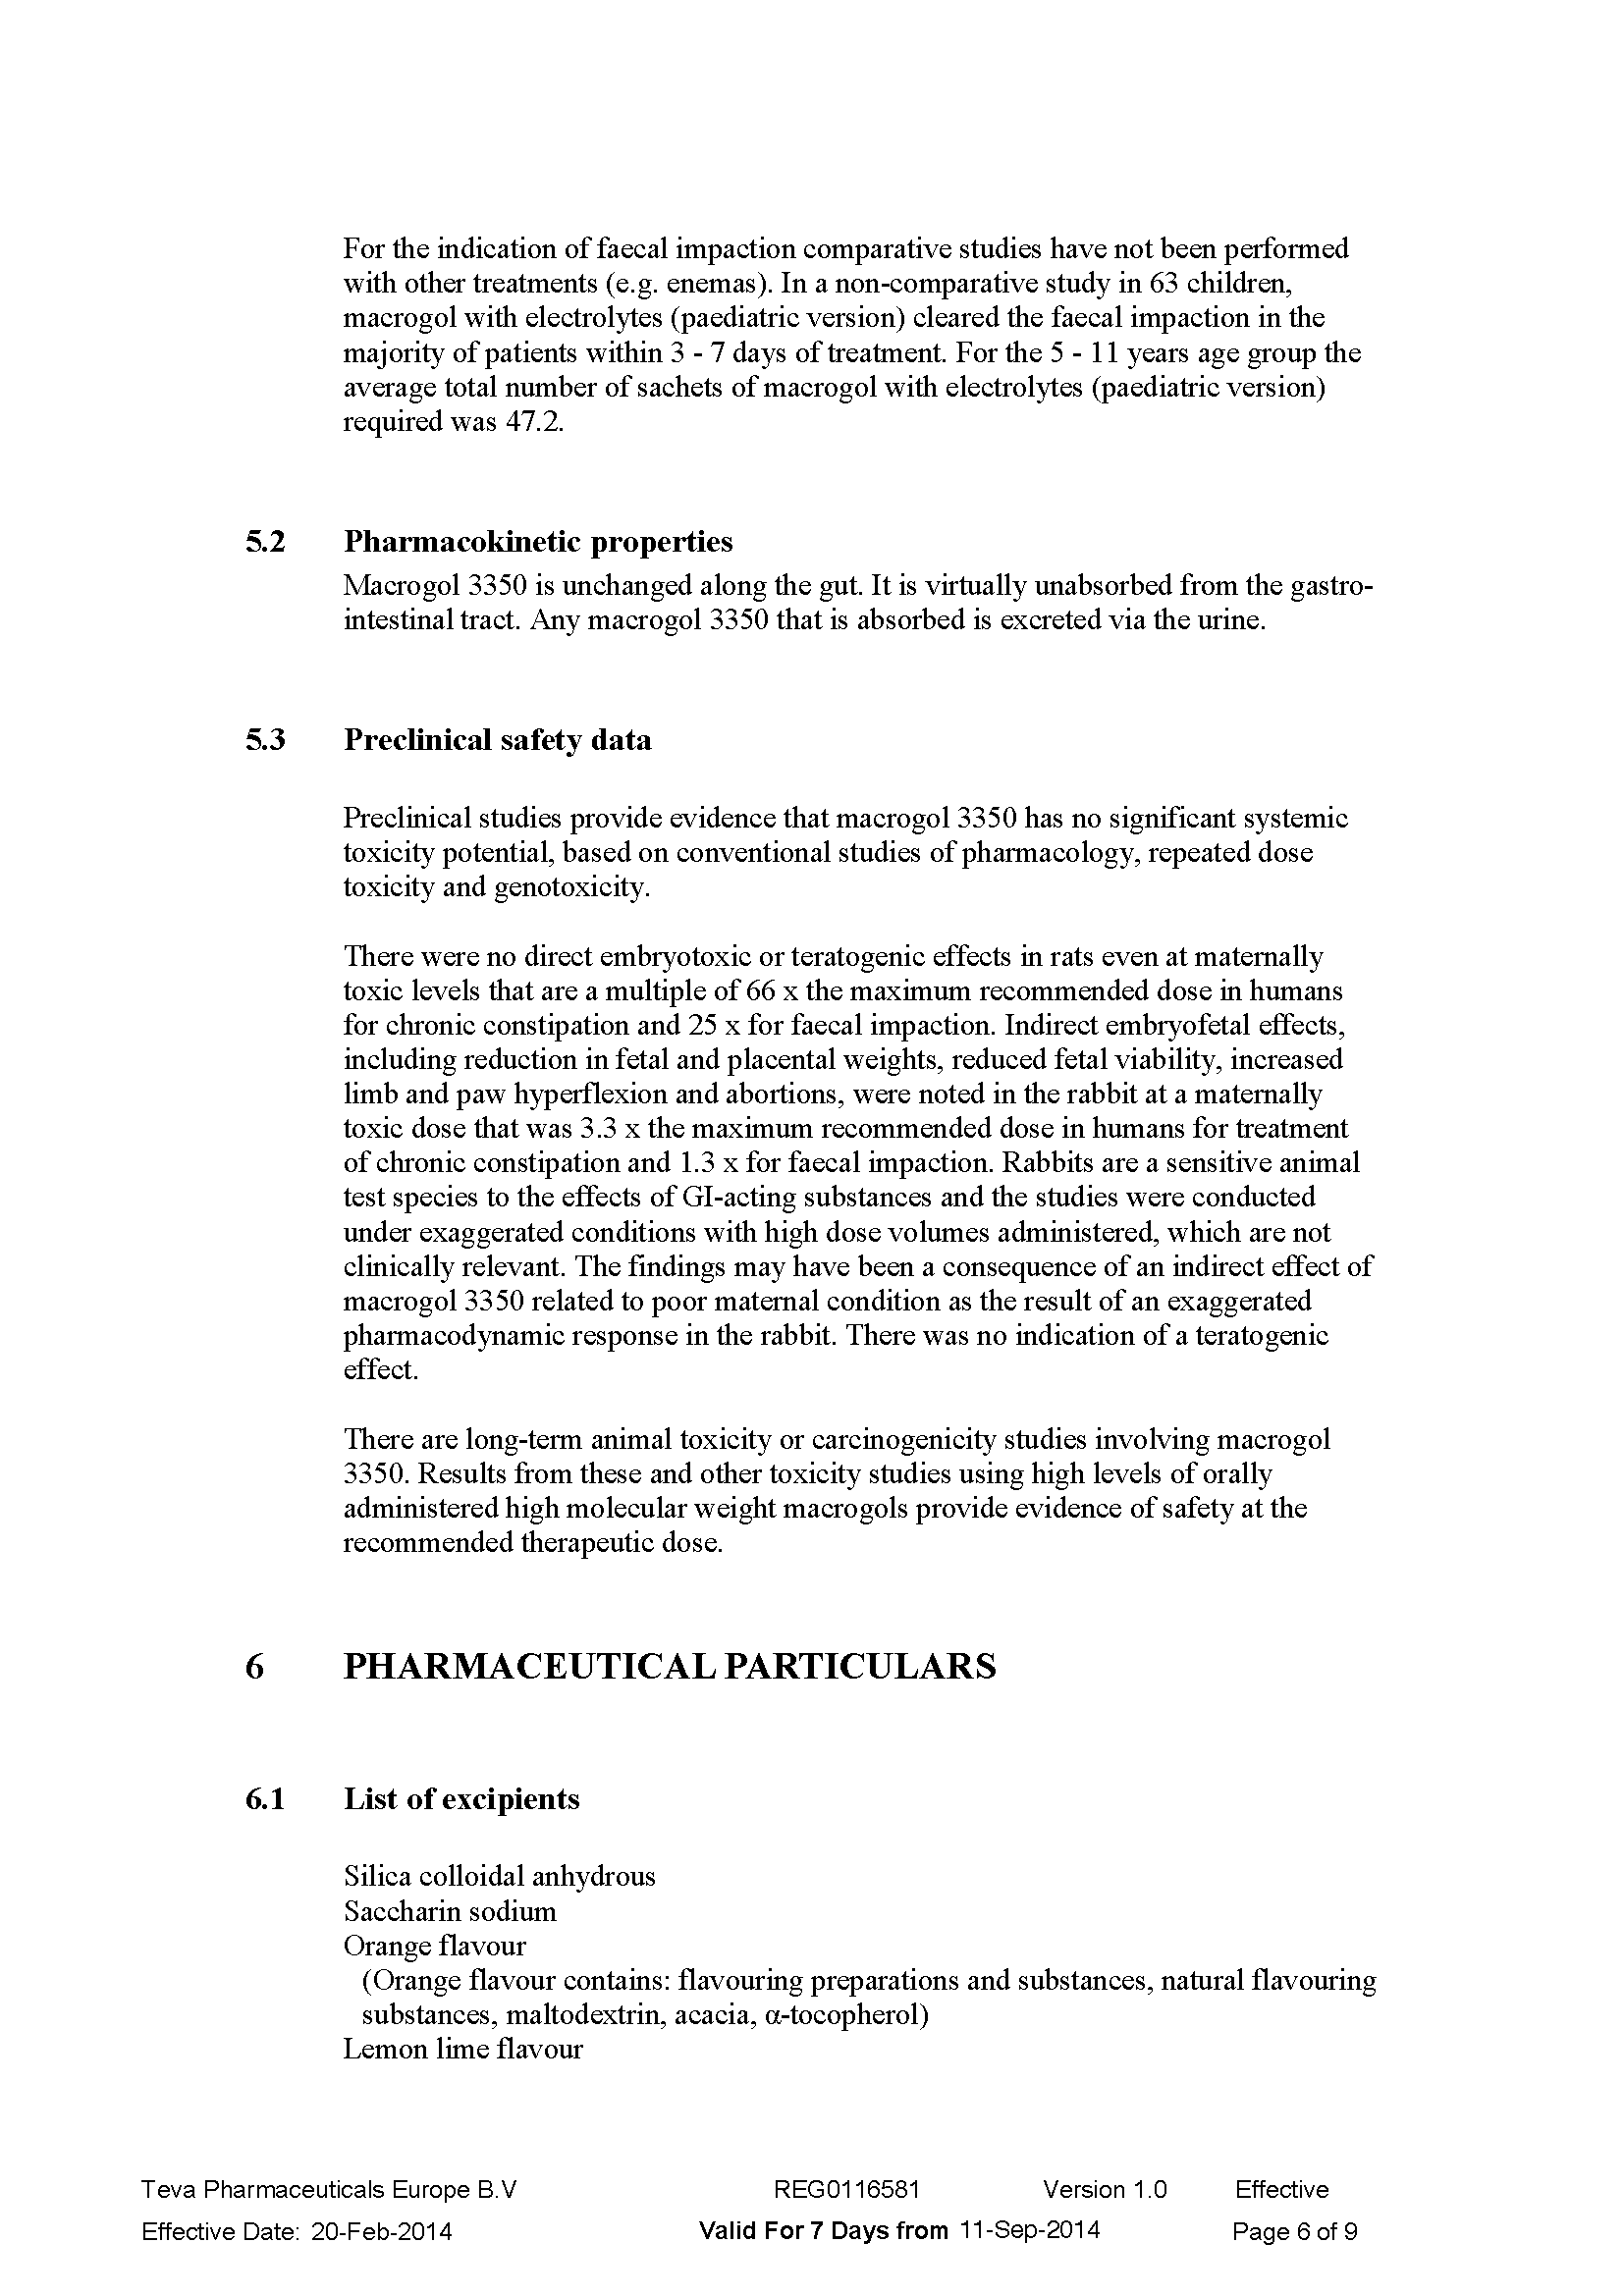 For the indication of faecal impaction comparative studies have not been performed
with other treatments (e.g. enemas). In a non-comparative study in 63 children,
macrogol with electrolytes (paediatric version) cleared the faecal impaction in the
majority of patients within 3 - 7 days of treatment. For the 5 - 11 years age group the
average total number of sachets of macrogol with electrolytes (paediatric version)
required was 47.2.
5.2 Pharmacokinetic properties
Macrogol 3350 is unchanged along the gut. It is virtually unabsorbed from the gastro-
intestinal tract. Any macrogol 3350 that is absorbed is excreted via the urine.
5.3 Preclinical safety data
Preclinical studies provide evidence that macrogol 3350 has no significant systemic
toxicity potential, based on conventional studies of pharmacology, repeated dose
toxicity and genotoxicity.
There were no direct embryotoxic or teratogenic effects in rats even at maternally
toxic levels that are a multiple of 66 x the maximum recommended dose in humans
for chronic constipation and 25 x for faecal impaction. Indirect embryofetal effects,
including reduction in fetal and placental weights, reduced fetal viability, increased
limb and paw hyperflexion and abortions, were noted in the rabbit at a maternally
toxic dose that was 3.3 x the maximum recommended dose in humans for treatment
of chronic constipation and 1.3 x for faecal impaction. Rabbits are a sensitive animal
test species to the effects of GI-acting substances and the studies were conducted
under exaggerated conditions with high dose volumes administered, which are not
clinically relevant. The findings may have been a consequence of an indirect effect of
macrogol 3350 related to poor maternal condition as the result of an exaggerated
pharmacodynamic response in the rabbit. There was no indication of a teratogenic
effect.
There are long-term animal toxicity or carcinogenicity studies involving macrogol
3350. Results from these and other toxicity studies using high levels of orally
administered high molecular weight macrogols provide evidence of safety at the
recommended therapeutic dose.
6 PHARMACEUTICAL PARTICULARS
6.1 List of excipients
Silica colloidal anhydrous
Saccharin sodium
Orange flavour
(Orange flavour contains: flavouring preparations and substances, natural flavouring
substances, maltodextrin, acacia, α-tocopherol)
Lemon lime flavour
Teva Pharmaceuticals Europe B.V REG0116581 Version 1.0 Effective
Effective Date: 20-Feb-2014 Valid For 7 Days from 11-Sep-2014 Page 6 of 9